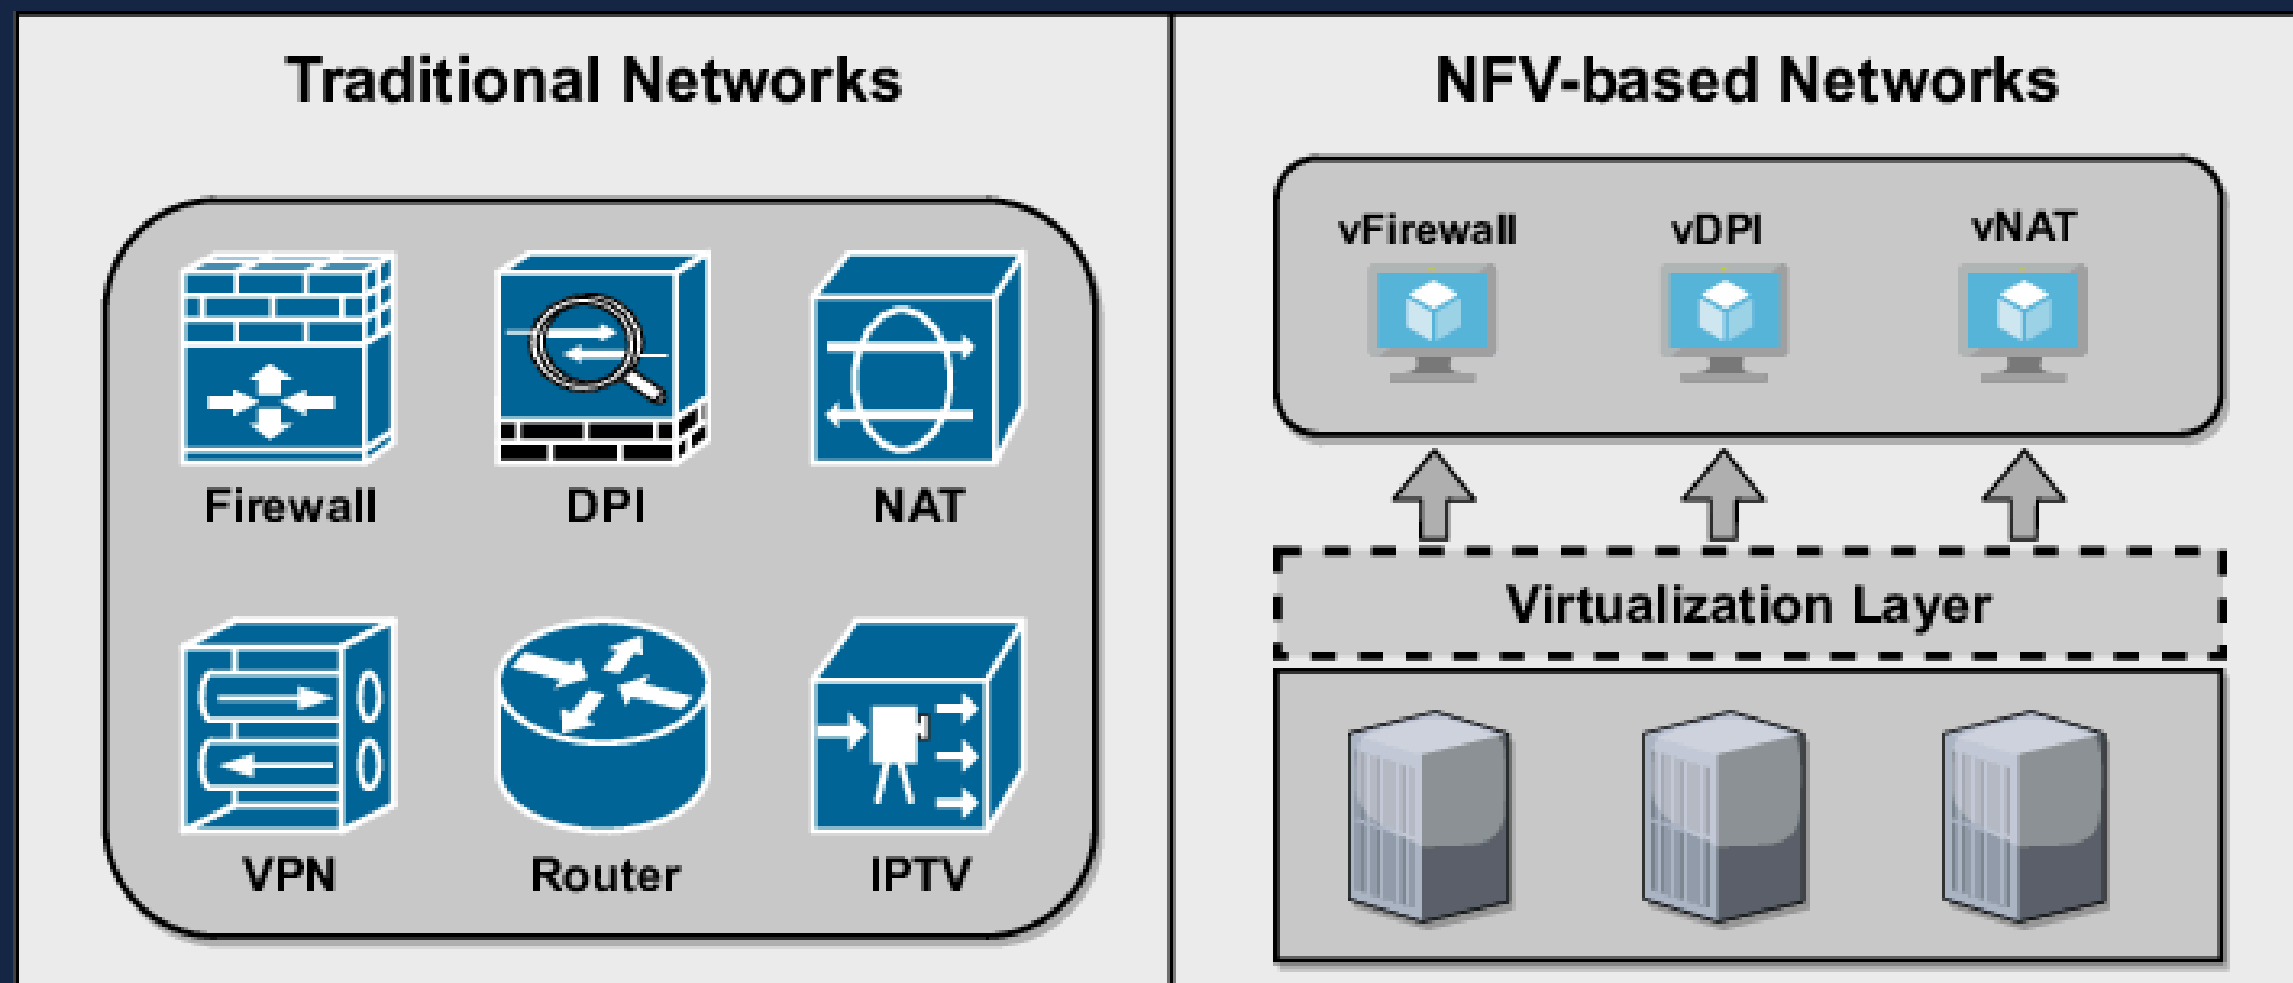 Traditional Networks
Firewall DPI NAT
VPN Router IPTV
NFV-based Networks
vFirewall vDPI vNAT
Virtualization Layer